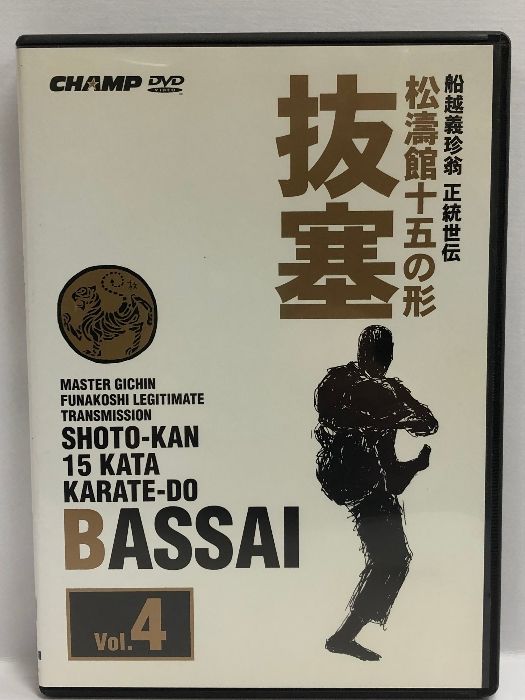 CHAMP DVD
VIDEO
船越義珍翁 正統世伝
松濤館十五の形
抜塞
MASTER GICHIN
FUNAKOSHI LEGITIMATE
TRANSMISSION
SHOTO-KAN
15 KATA
KARATE-DO
BASSAI
Vol.4